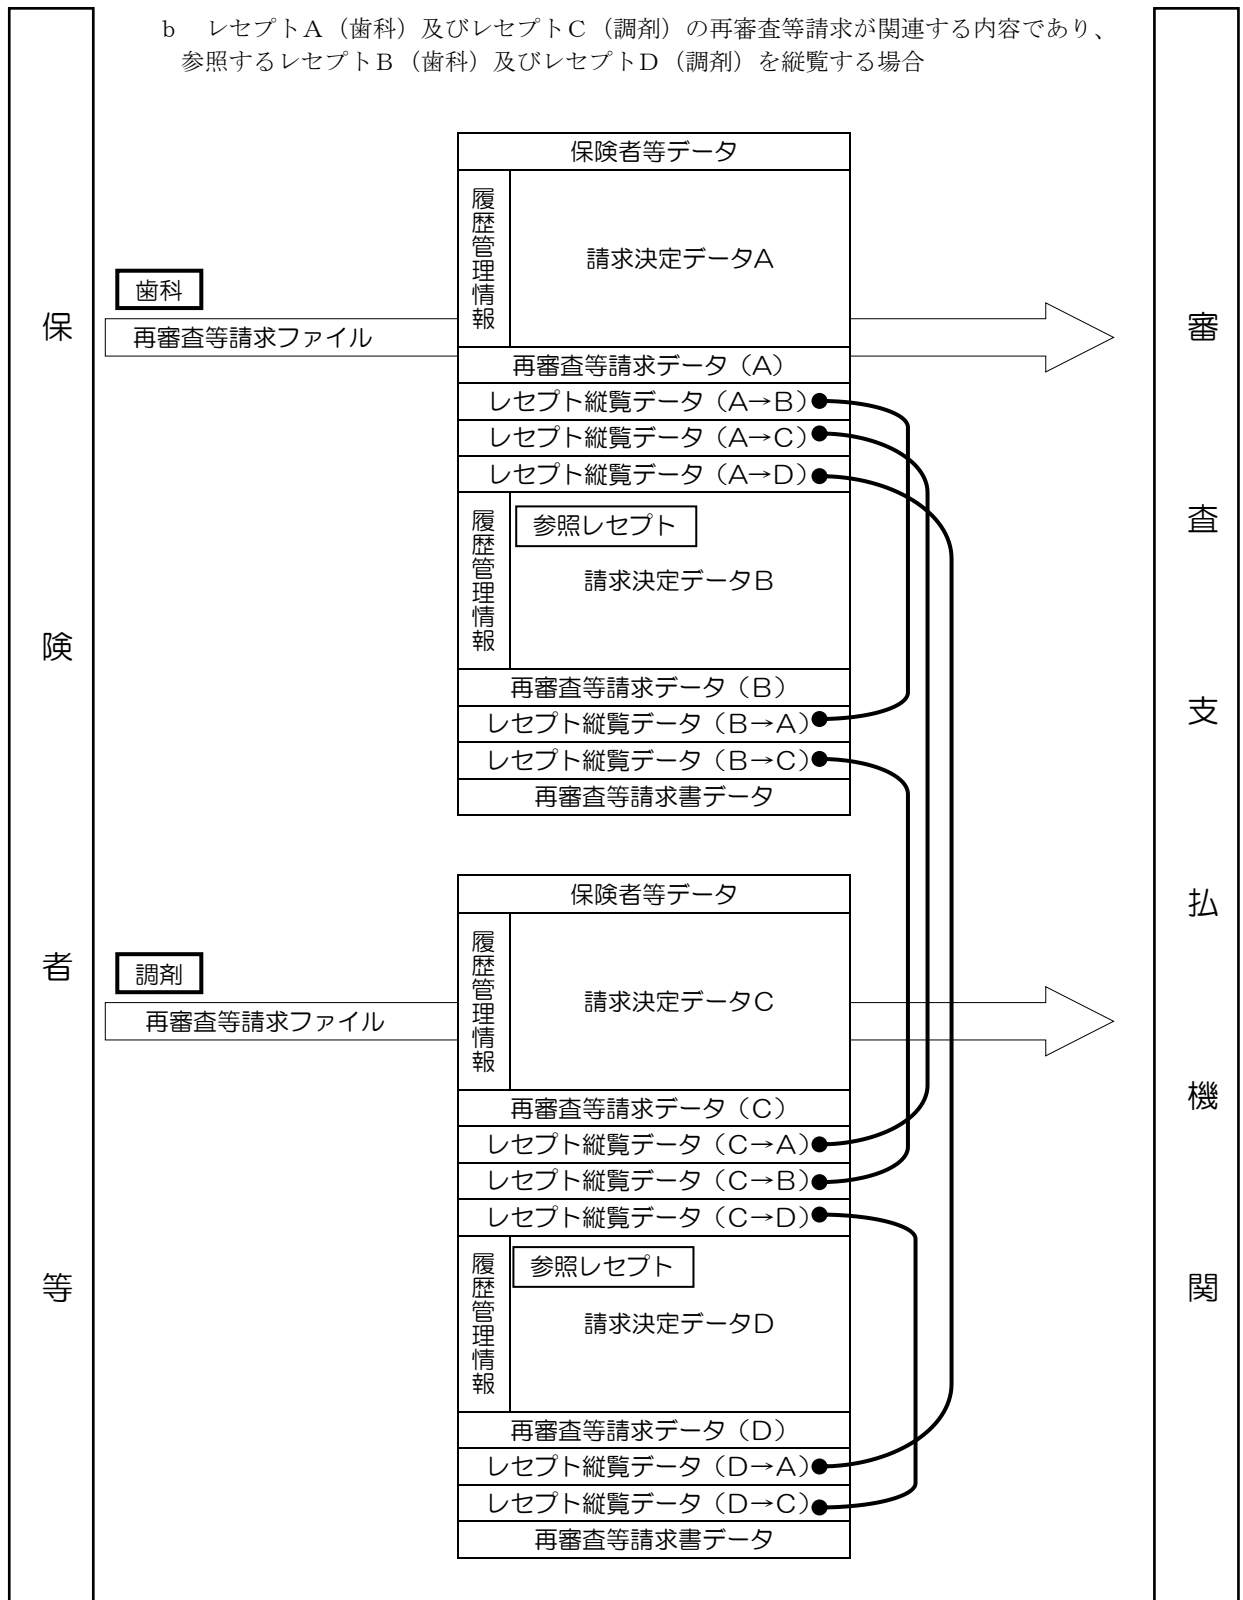 b　レセプトA（歯科）及びレセプトC（調剤）の再審査等請求が関連する内容であり、
参照するレセプトB（歯科）及びレセプトD（調剤）を縦覧する場合
保険者等
審査支払機関
歯科
再審査等請求ファイル
保険者等データ
履歴管理情報
請求決定データA
再審査等請求データ（A）
レセプト縦覧データ（A→B）
レセプト縦覧データ（A→C）
レセプト縦覧データ（A→D）
履歴管理情報
参照レセプト
請求決定データB
再審査等請求データ（B）
レセプト縦覧データ（B→A）
レセプト縦覧データ（B→C）
再審査等請求書データ
調剤
再審査等請求ファイル
保険者等データ
履歴管理情報
請求決定データC
再審査等請求データ（C）
レセプト縦覧データ（C→A）
レセプト縦覧データ（C→B）
レセプト縦覧データ（C→D）
履歴管理情報
参照レセプト
請求決定データD
再審査等請求データ（D）
レセプト縦覧データ（D→A）
レセプト縦覧データ（D→C）
再審査等請求書データ